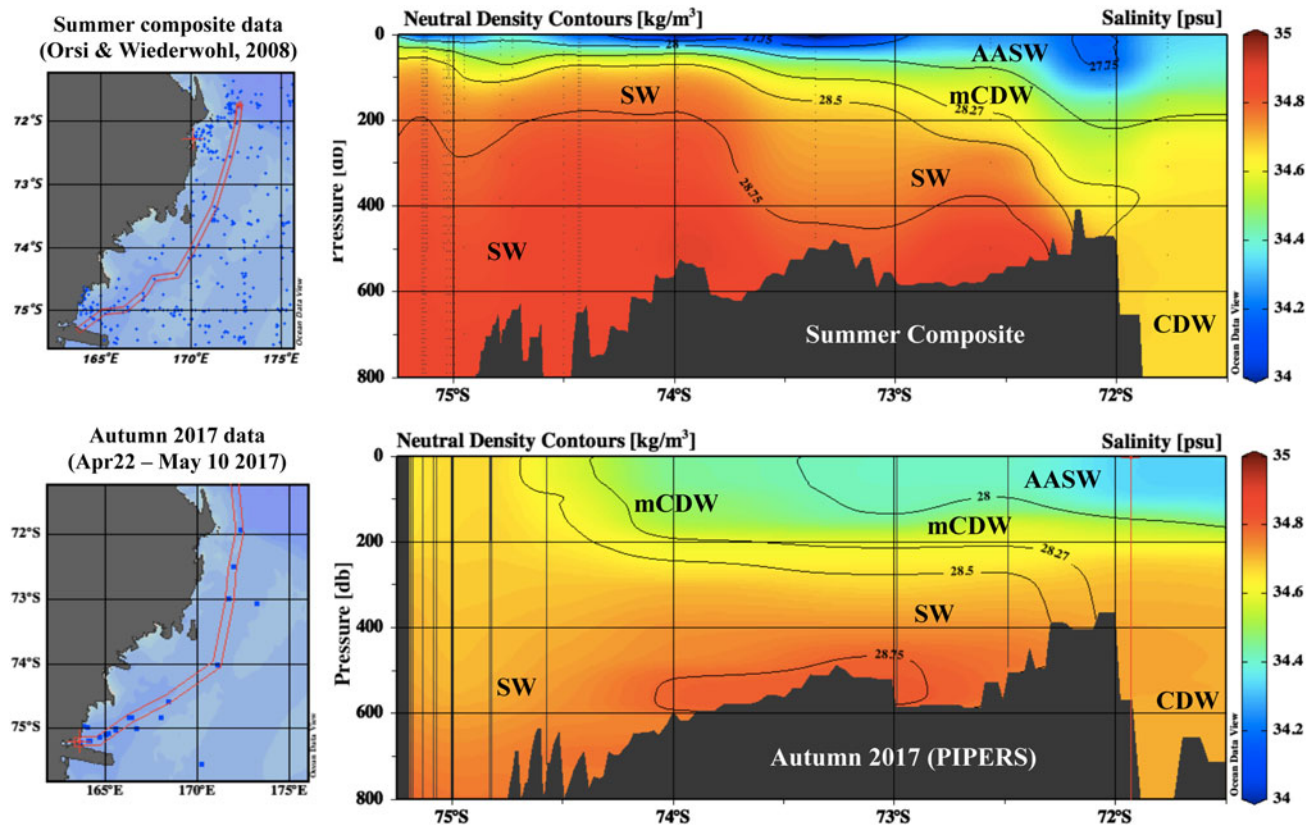 Summer composite data
(Orsi & Wiederwohl, 2008)
72°S
73°S
74°S
75°S
165°E
170°E
175°E
Ocean Data View
Neutral Density Contours [kg/m³]
Salinity [psu]
Pressure [db]
0
200
400
600
800
27.75
28
AASW
27.75
SW
mCDW
28.5
28.27
SW
28.75
SW
CDW
Summer Composite
75°S
74°S
73°S
72°S
Ocean Data View
35
34.8
34.6
34.4
34.2
34
Autumn 2017 data
(Apr22 – May 10 2017)
72°S
73°S
74°S
75°S
165°E
170°E
175°E
Ocean Data View
Neutral Density Contours [kg/m³]
Salinity [psu]
Pressure [db]
0
200
400
600
800
AASW
mCDW
28
mCDW
28.27
28.5
SW
28.75
SW
CDW
Autumn 2017 (PIPERS)
75°S
74°S
73°S
72°S
Ocean Data View
35
34.8
34.6
34.4
34.2
34